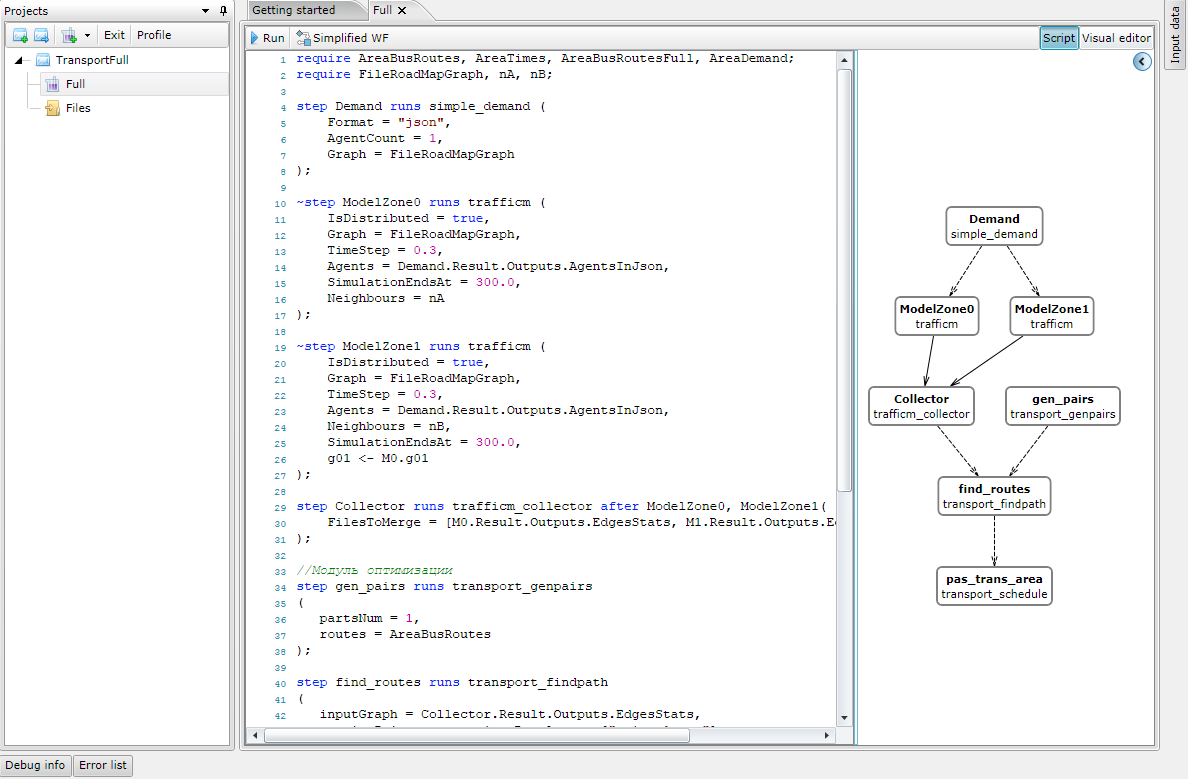 Projects
Exit Profile
TransportFull
Full
Files
Getting started
Full
Run Simplified WF
Script Visual editor
1 require AreaBusRoutes, AreaTimes, AreaBusRoutesFull, AreaDemand;
2 require FileRoadMapGraph, nA, nB;
3
4 step Demand runs simple_demand (
5 Format = "json",
6 AgentCount = 1,
7 Graph = FileRoadMapGraph
8 );
9
10 ~step ModelZone0 runs trafficm (
11 IsDistributed = true,
12 Graph = FileRoadMapGraph,
13 TimeStep = 0.3,
14 Agents = Demand.Result.Outputs.AgentsInJson,
15 SimulationEndsAt = 300.0,
16 Neighbours = nA
17 );
18
19 ~step ModelZone1 runs trafficm (
20 IsDistributed = true,
21 Graph = FileRoadMapGraph,
22 TimeStep = 0.3,
23 Agents = Demand.Result.Outputs.AgentsInJson,
24 Neighbours = nB,
25 SimulationEndsAt = 300.0,
26 g01 <- M0.g01
27 );
28
29 step Collector runs trafficm_collector after ModelZone0, ModelZone1(
30 FilesToMerge = [M0.Result.Outputs.EdgesStats, M1.Result.Outputs.E
31 );
32
33 //Модуль оптимизации
34 step gen_pairs runs transport_genpairs
35 (
36 partsNum = 1,
37 routes = AreaBusRoutes
38 );
39
40 step find_routes runs transport_findpath
41 (
42 inputGraph = Collector.Result.Outputs.EdgesStats,
Demand
simple_demand
ModelZone0
trafficm
ModelZone1
trafficm
Collector
trafficm_collector
gen_pairs
transport_genpairs
find_routes
transport_findpath
pas_trans_area
transport_schedule
Input data
Debug info Error list